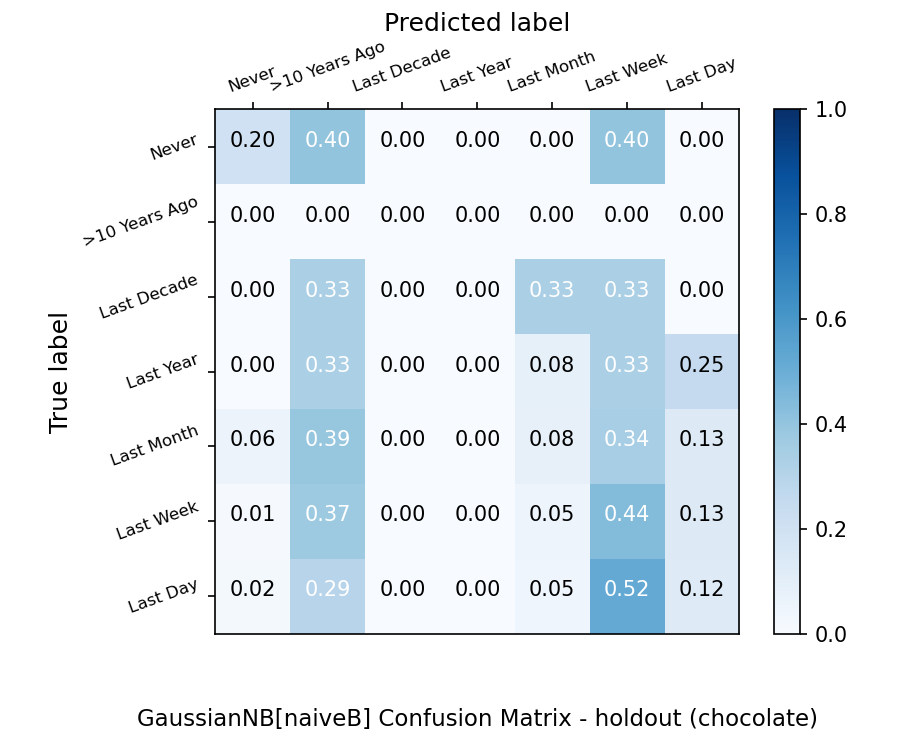 Predicted label
Never >10 Years Ago Last Decade Last Year Last Month Last Week Last Day
True label
Never 0.20 0.40 0.00 0.00 0.00 0.40 0.00
>10 Years Ago 0.00 0.00 0.00 0.00 0.00 0.00 0.00
Last Decade 0.00 0.33 0.00 0.00 0.33 0.33 0.00
Last Year 0.00 0.33 0.00 0.00 0.08 0.33 0.25
Last Month 0.06 0.39 0.00 0.00 0.08 0.34 0.13
Last Week 0.01 0.37 0.00 0.00 0.05 0.44 0.13
Last Day 0.02 0.29 0.00 0.00 0.05 0.52 0.12
1.0
0.8
0.6
0.4
0.2
0.0
GaussianNB[naiveB] Confusion Matrix - holdout (chocolate)